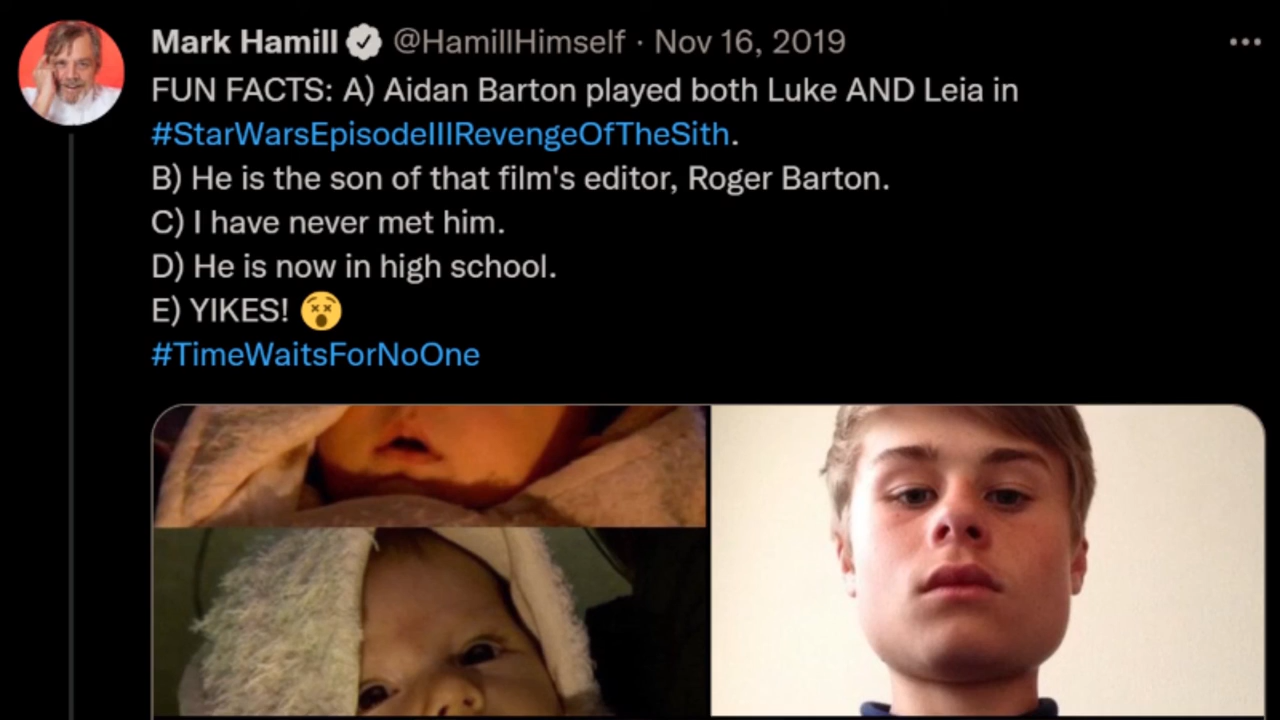 Mark Hamill @HamillHimself · Nov 16, 2019
FUN FACTS: A) Aidan Barton played both Luke AND Leia in
#StarWarsEpisodeIIIRevengeOfTheSith.
B) He is the son of that film's editor, Roger Barton.
C) I have never met him.
D) He is now in high school.
E) YIKES! 😵
#TimeWaitsForNoOne